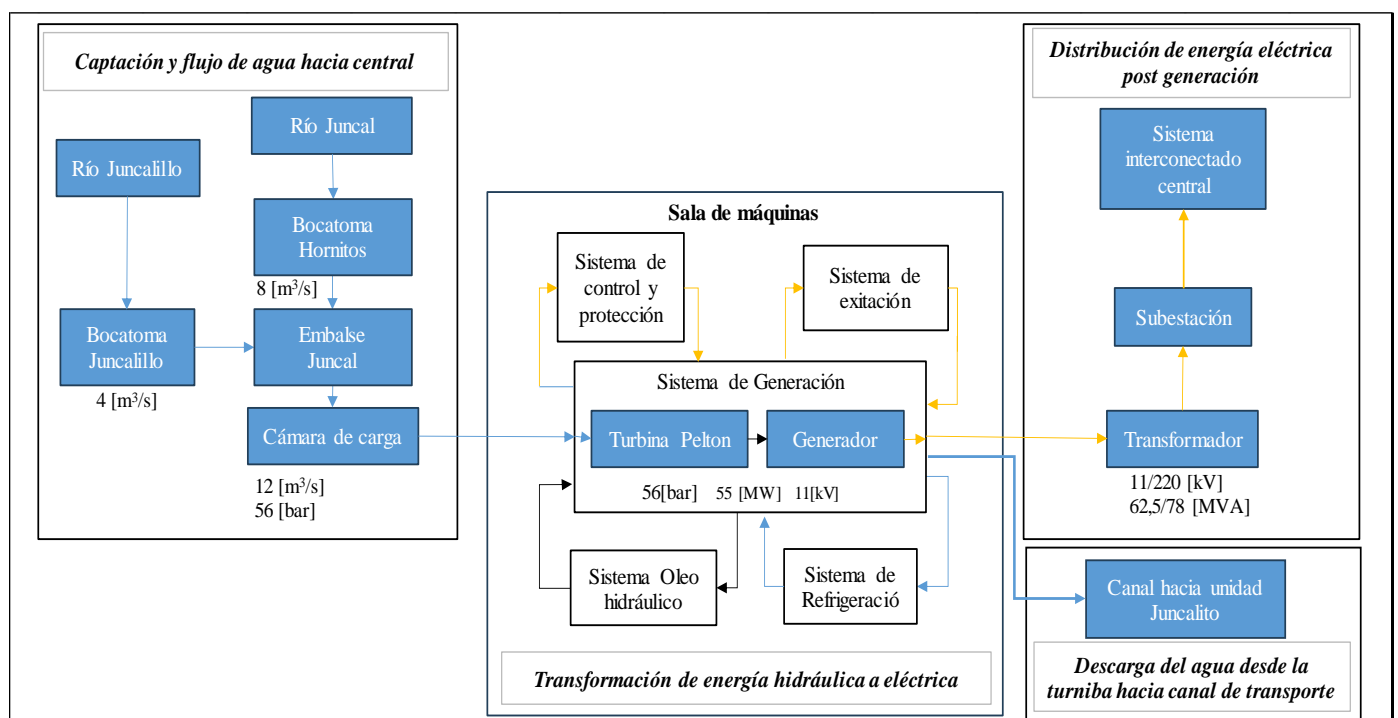 Captación y flujo de agua hacia central
Río Juncal
Río Juncalillo
Bocatoma
Hornitos
8 [m³/s]
Bocatoma
Juncalillo
4 [m³/s]
Embalse
Juncal
Cámara de carga
12 [m³/s]
56 [bar]
Sala de máquinas
Sistema de
control y
protección
Sistema de
exitación
Sistema de Generación
Turbina Pelton
Generador
56[bar] 55 [MW] 11[kV]
Sistema Oleo
hidráulico
Sistema de
Refrigeració
Transformación de energía hidráulica a eléctrica
Distribución de energía eléctrica
post generación
Sistema
interconectado
central
Subestación
Transformador
11/220 [kV]
62,5/78 [MVA]
Canal hacia unidad
Juncalito
Descarga del agua desde la
turniba hacia canal de transporte